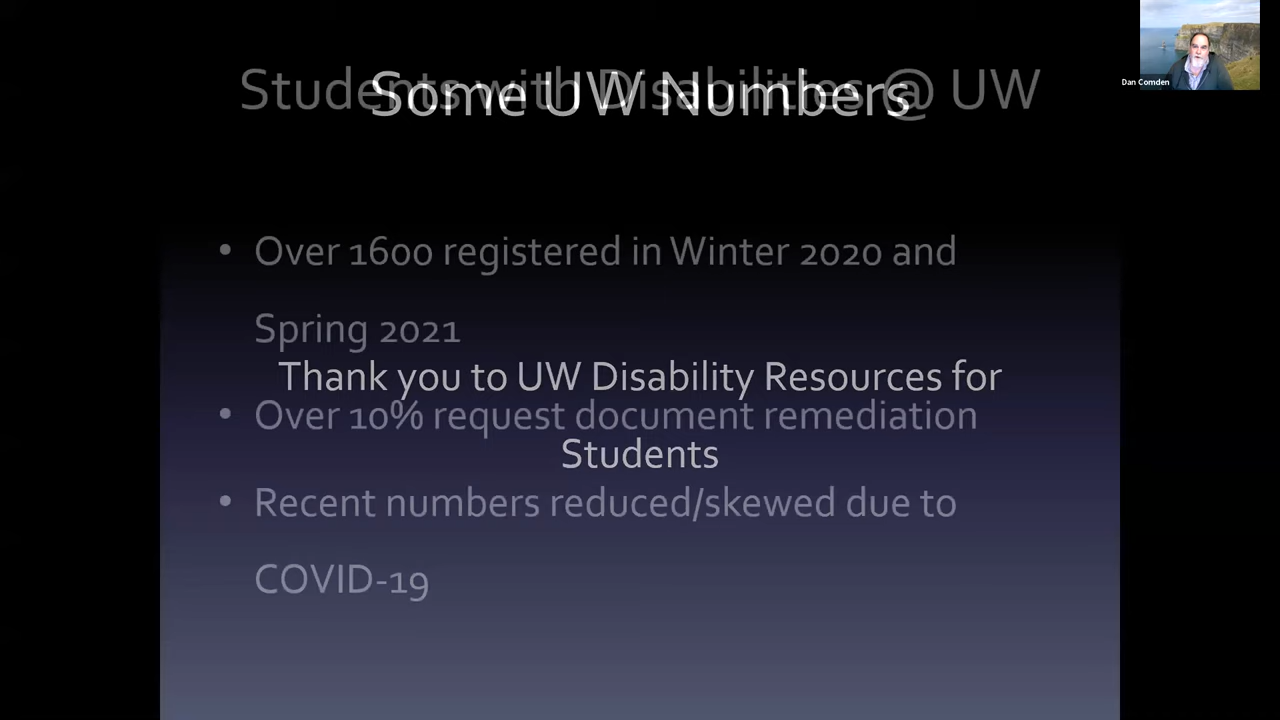 Students with Disabilities @ UW
Some UW Numbers
Dan Comden
• Over 1600 registered in Winter 2020 and
Spring 2021
Thank you to UW Disability Resources for
• Over 10% request document remediation
Students
• Recent numbers reduced/skewed due to
COVID-19